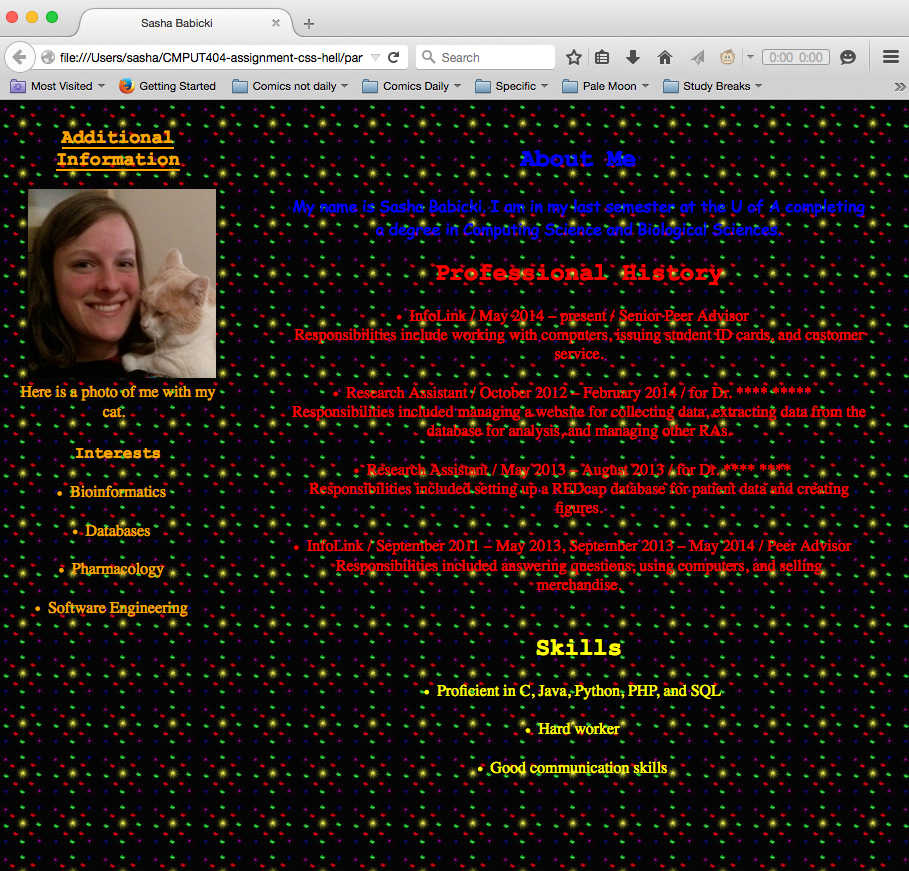 Sasha Babicki
file:///Users/sasha/CMPUT404-assignment-css-hell/par
Search
0:00 0:00
Most Visited
Getting Started
Comics not daily
Comics Daily
Specific
Pale Moon
Study Breaks
Additional
Information
Here is a photo of me with my
cat.
Interests
• Bioinformatics
• Databases
• Pharmacology
• Software Engineering
About Me
My name is Sasha Babicki, I am in my last semester at the U of A completing
a degree in Computing Science and Biological Sciences.
Professional History
• InfoLink / May 2014 – present / Senior Peer Advisor
Responsibilities include working with computers, issuing student ID cards, and customer
service.
• Research Assistant / October 2012 – February 2014 / for Dr. **** *****
Responsibilities included managing a website for collecting data, extracting data from the
database for analysis, and managing other RAs.
• Research Assistant / May 2013 – August 2013 / for Dr. **** ****
Responsibilities included setting up a REDcap database for patient data and creating
figures.
• InfoLink / September 2011 – May 2013, September 2013 – May 2014 / Peer Advisor
Responsibilities included answering questions, using computers, and selling
merchandise.
Skills
• Proficient in C, Java, Python, PHP, and SQL
• Hard worker
• Good communication skills